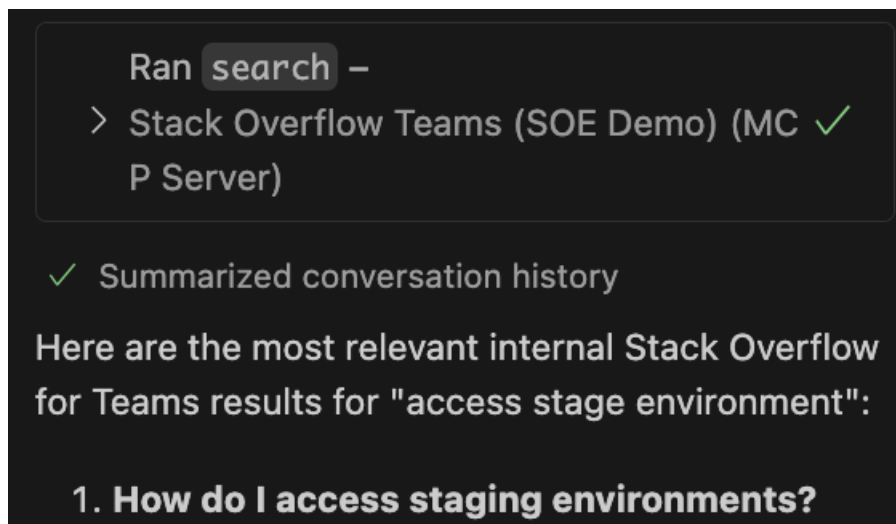 Ran search –
Stack Overflow Teams (SOE Demo) (MC
P Server)
Summarized conversation history
Here are the most relevant internal Stack Overflow
for Teams results for "access stage environment":
1. How do I access staging environments?